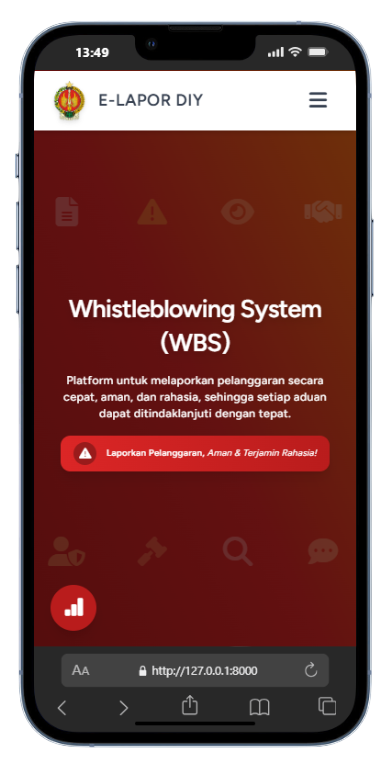 13:49
E-LAPOR DIY
Whistleblowing System
(WBS)
Platform untuk melaporkan pelanggaran secara
cepat, aman, dan rahasia, sehingga setiap aduan
dapat ditindaklanjuti dengan tepat.
Laporkan Pelanggaran, Aman & Terjamin Rahasia!
AA
http://127.0.0.1:8000